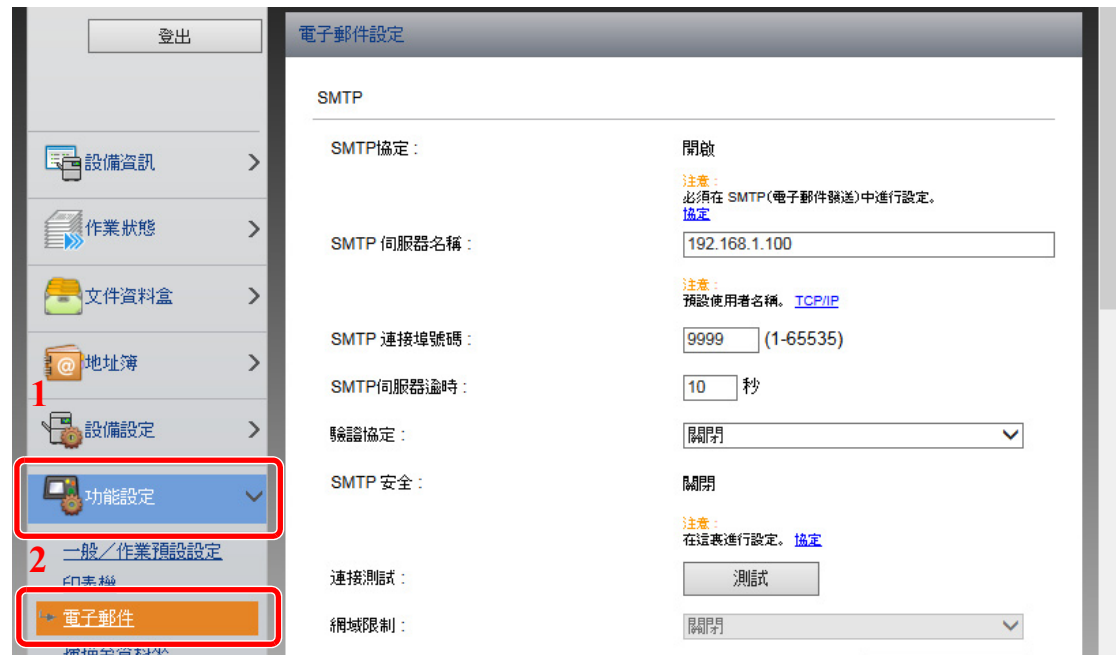 登出
設備資訊
作業狀態
文件資料盒
地址簿
1
設備設定
功能設定
2
一般／作業預設設定
印表機
電子郵件
電子郵件設定
SMTP
SMTP協定 :
開啟
注意 :
必須在 SMTP(電子郵件發送)中進行設定。
協定
SMTP 伺服器名稱 :
192.168.1.100
注意 :
預設使用者名稱。 TCP/IP
SMTP 連接埠號碼 :
9999 (1-65535)
SMTP伺服器逾時 :
10 秒
驗證協定 :
關閉
SMTP 安全 :
關閉
注意 :
在這裏進行設定。 協定
連接測試 :
測試
網域限制 :
關閉